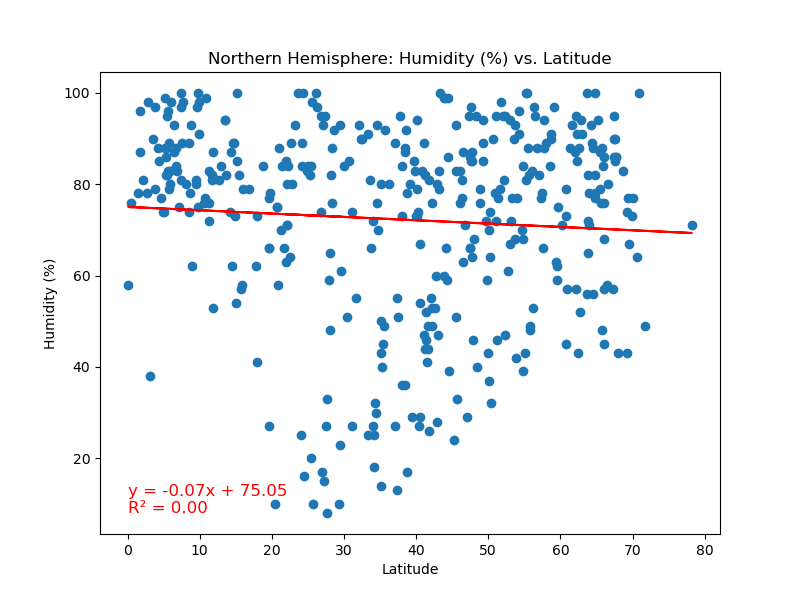 Northern Hemisphere: Humidity (%) vs. Latitude
Humidity (%)
100
80
60
40
20
y = -0.07x + 75.05
R² = 0.00
0 10 20 30 40 50 60 70 80
Latitude